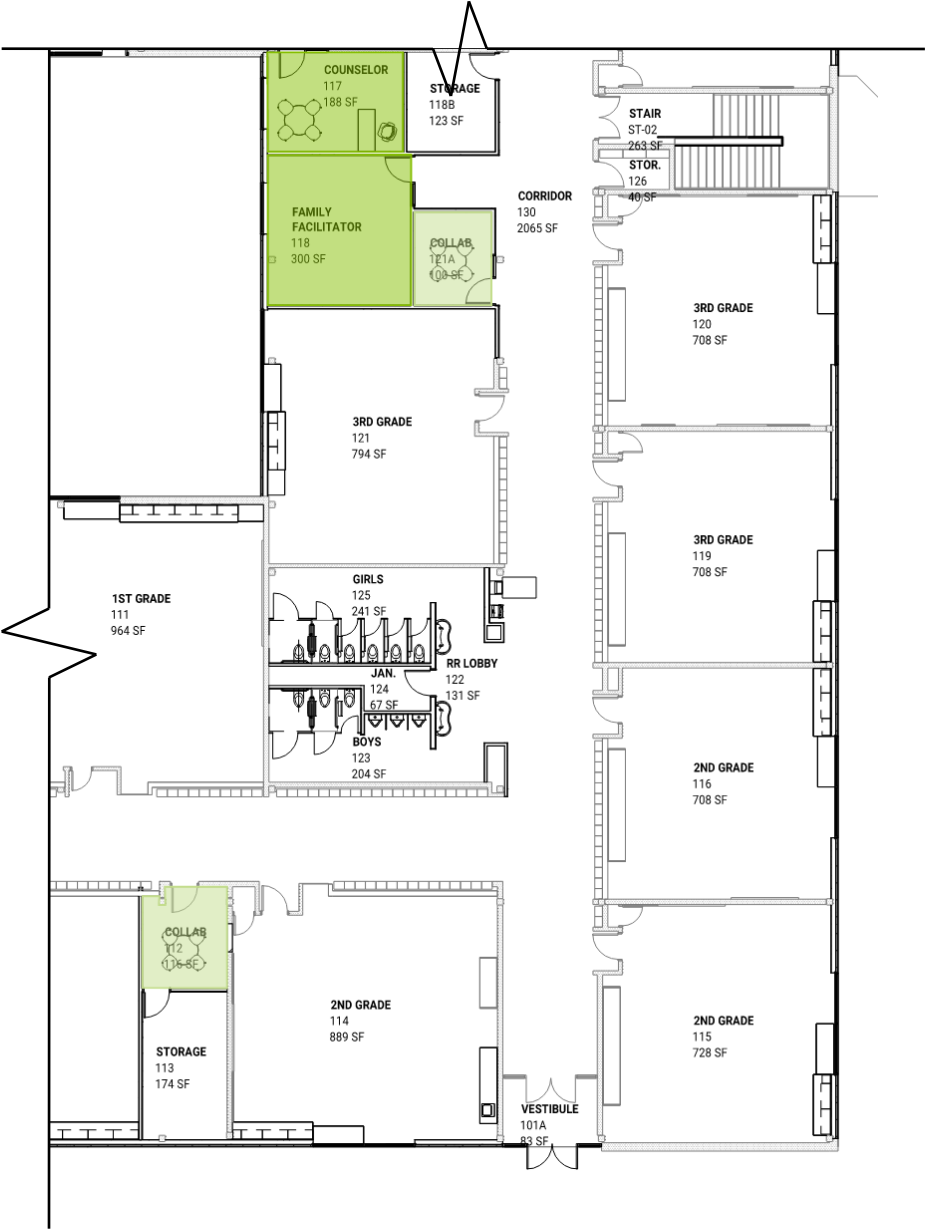 COUNSELOR
117
188 SF
STORAGE
118B
123 SF
STAIR
ST-02
263 SF
STOR.
126
40 SF
CORRIDOR
130
2065 SF
FAMILY
FACILITATOR
118
300 SF
COLLAB
121A
100 SF
3RD GRADE
120
708 SF
3RD GRADE
121
794 SF
3RD GRADE
119
708 SF
1ST GRADE
111
964 SF
GIRLS
125
241 SF
RR LOBBY
122
131 SF
JAN.
124
67 SF
BOYS
123
204 SF
2ND GRADE
116
708 SF
COLLAB
112
116 SF
2ND GRADE
114
889 SF
2ND GRADE
115
728 SF
STORAGE
113
174 SF
VESTIBULE
101A
83 SF